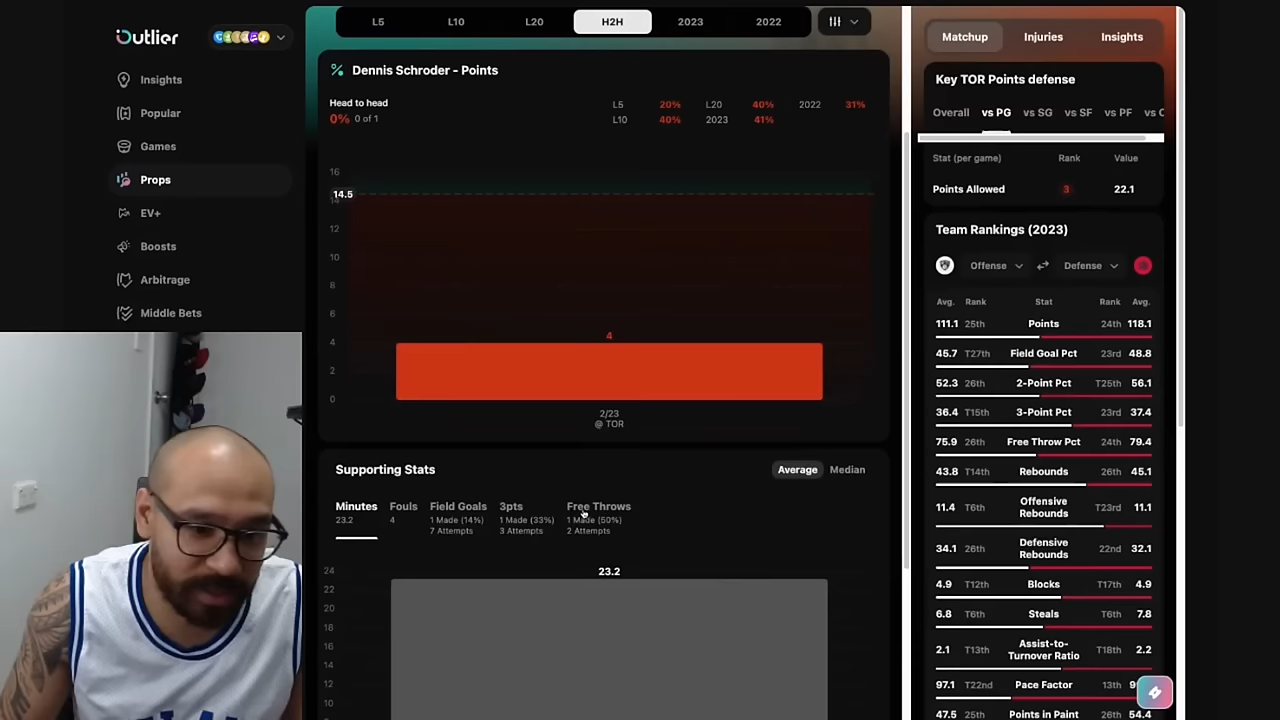 Outlier
Insights
Popular
Games
Props
EV+
Boosts
Arbitrage
Middle Bets
L5 L10 L20 H2H 2023 2022
Dennis Schroder - Points
Head to head
0% 0 of 1
L5 20% L20 40% 2022 31%
L10 40% 2023 41%
16
14.5
14
12
10
8
6
4
2
0
4
2/23
@ TOR
Supporting Stats
Average Median
Minutes Fouls Field Goals 3pts Free Throws
23.2 4 1 Made (14%) 1 Made (33%) 1 Made (50%)
7 Attempts 3 Attempts 2 Attempts
23.2
24
22
20
18
16
14
12
10
Matchup Injuries Insights
Key TOR Points defense
Overall vs PG vs SG vs SF vs PF vs C
Stat (per game) Rank Value
Points Allowed 3 22.1
Team Rankings (2023)
Offense Defense
Avg. Rank Stat Rank Avg.
111.1 25th Points 24th 118.1
45.7 T27th Field Goal Pct 23rd 48.8
52.3 26th 2-Point Pct T25th 56.1
36.4 T15th 3-Point Pct 23rd 37.4
75.9 26th Free Throw Pct 24th 79.4
43.8 T14th Rebounds 26th 45.1
11.4 T6th Offensive Rebounds T23rd 11.1
34.1 26th Defensive Rebounds 22nd 32.1
4.9 T12th Blocks T17th 4.9
6.8 T6th Steals T6th 7.8
2.1 T13th Assist-to-Turnover Ratio T18th 2.2
97.1 T22nd Pace Factor 13th
47.5 25th Points in Paint 26th 54.4